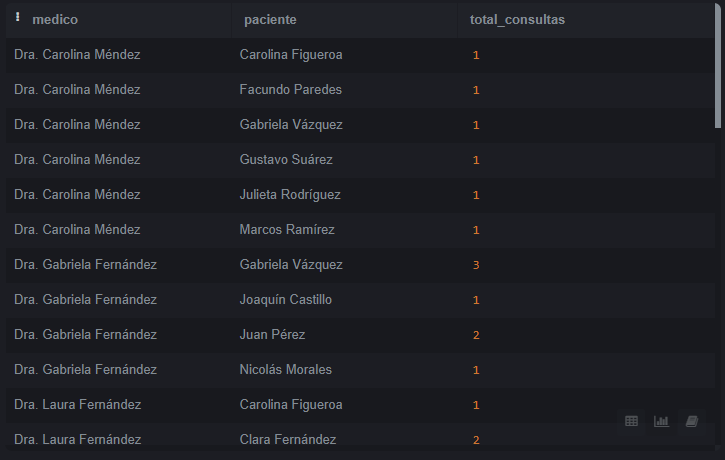 medico paciente total_consultas
Dra. Carolina Méndez Carolina Figueroa 1
Dra. Carolina Méndez Facundo Paredes 1
Dra. Carolina Méndez Gabriela Vázquez 1
Dra. Carolina Méndez Gustavo Suárez 1
Dra. Carolina Méndez Julieta Rodríguez 1
Dra. Carolina Méndez Marcos Ramírez 1
Dra. Gabriela Fernández Gabriela Vázquez 3
Dra. Gabriela Fernández Joaquín Castillo 1
Dra. Gabriela Fernández Juan Pérez 2
Dra. Gabriela Fernández Nicolás Morales 1
Dra. Laura Fernández Carolina Figueroa 1
Dra. Laura Fernández Clara Fernández 2